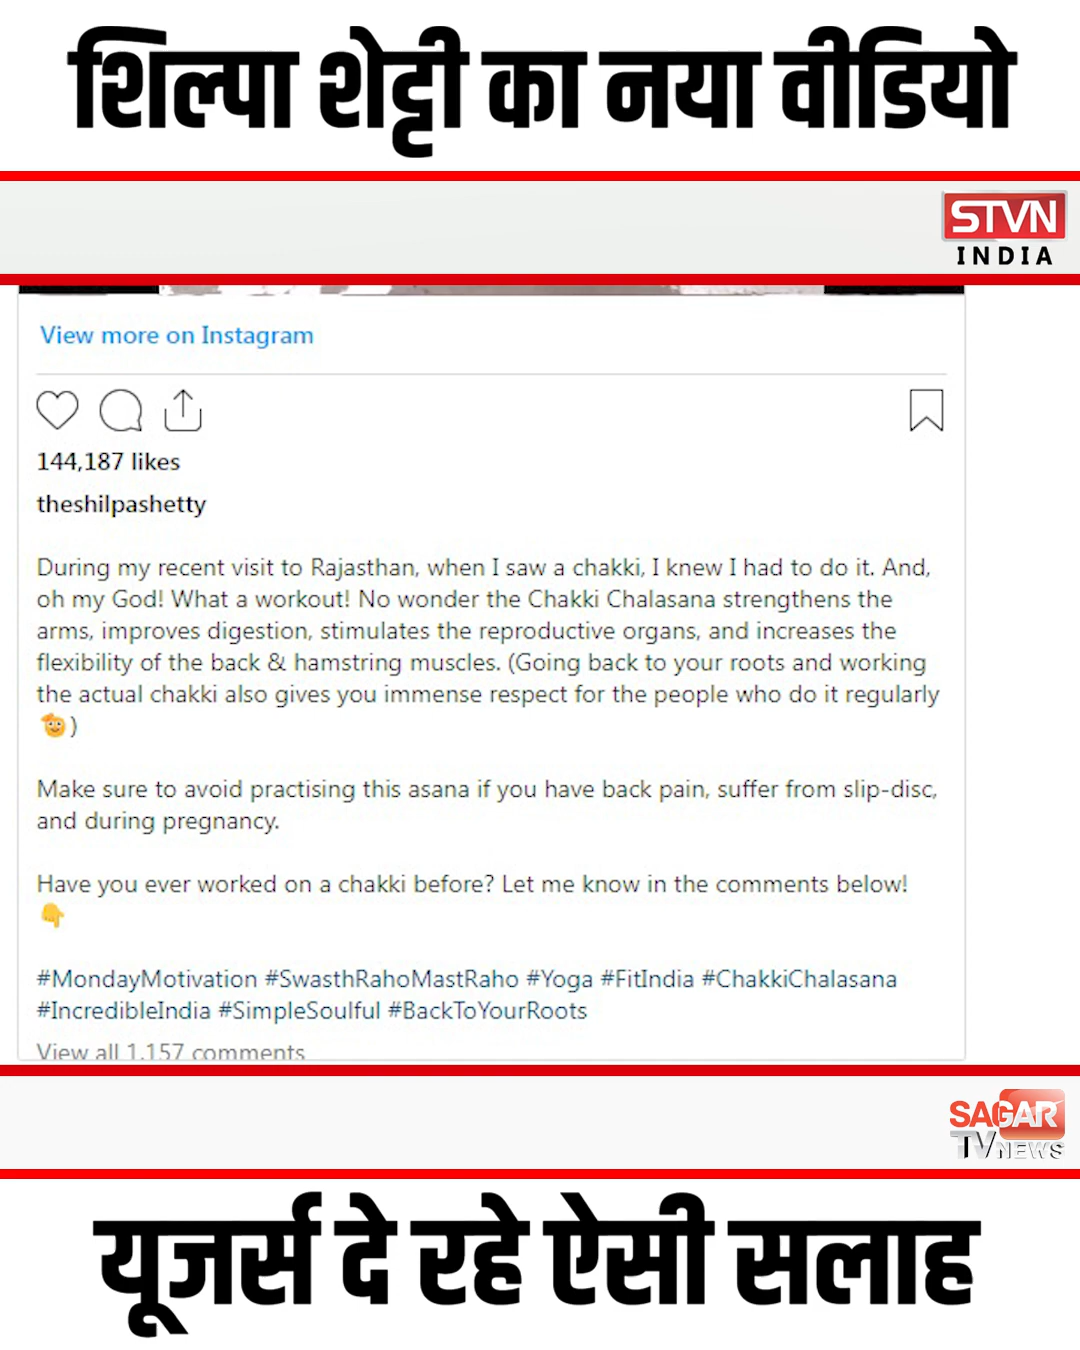 शिल्पा शेट्टी का नया वीडियो
STVN
INDIA
View more on Instagram
144,187 likes
theshilpashetty
During my recent visit to Rajasthan, when I saw a chakki, I knew I had to do it. And,
oh my God! What a workout! No wonder the Chakki Chalasana strengthens the
arms, improves digestion, stimulates the reproductive organs, and increases the
flexibility of the back & hamstring muscles. (Going back to your roots and working
the actual chakki also gives you immense respect for the people who do it regularly
🫡)
Make sure to avoid practising this asana if you have back pain, suffer from slip-disc,
and during pregnancy.
Have you ever worked on a chakki before? Let me know in the comments below!
👇
#MondayMotivation #SwasthRahoMastRaho #Yoga #FitIndia #ChakkiChalasana
#IncredibleIndia #SimpleSoulful #BackToYourRoots
View all 1,157 comments
SAGAR
TV NEWS
यूजर्स दे रहे ऐसी सलाह